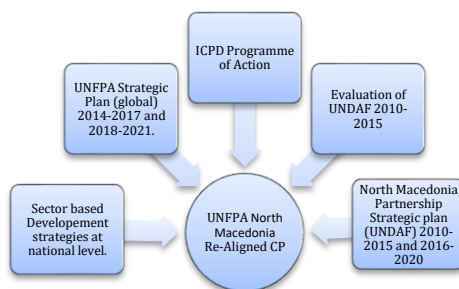 ICPD Programme
of Action
UNFPA Strategic
Plan (global)
2014-2017 and
2018-2021.
Evaluation of
UNDAF 2010-
2015
Sector based
Developement
strategies at
national level.
UNFPA North
Macedonia
Re-Aligned CP
North Macedonia
Partnership
Strategic plan
(UNDAF) 2010-
2015 and 2016-
2020